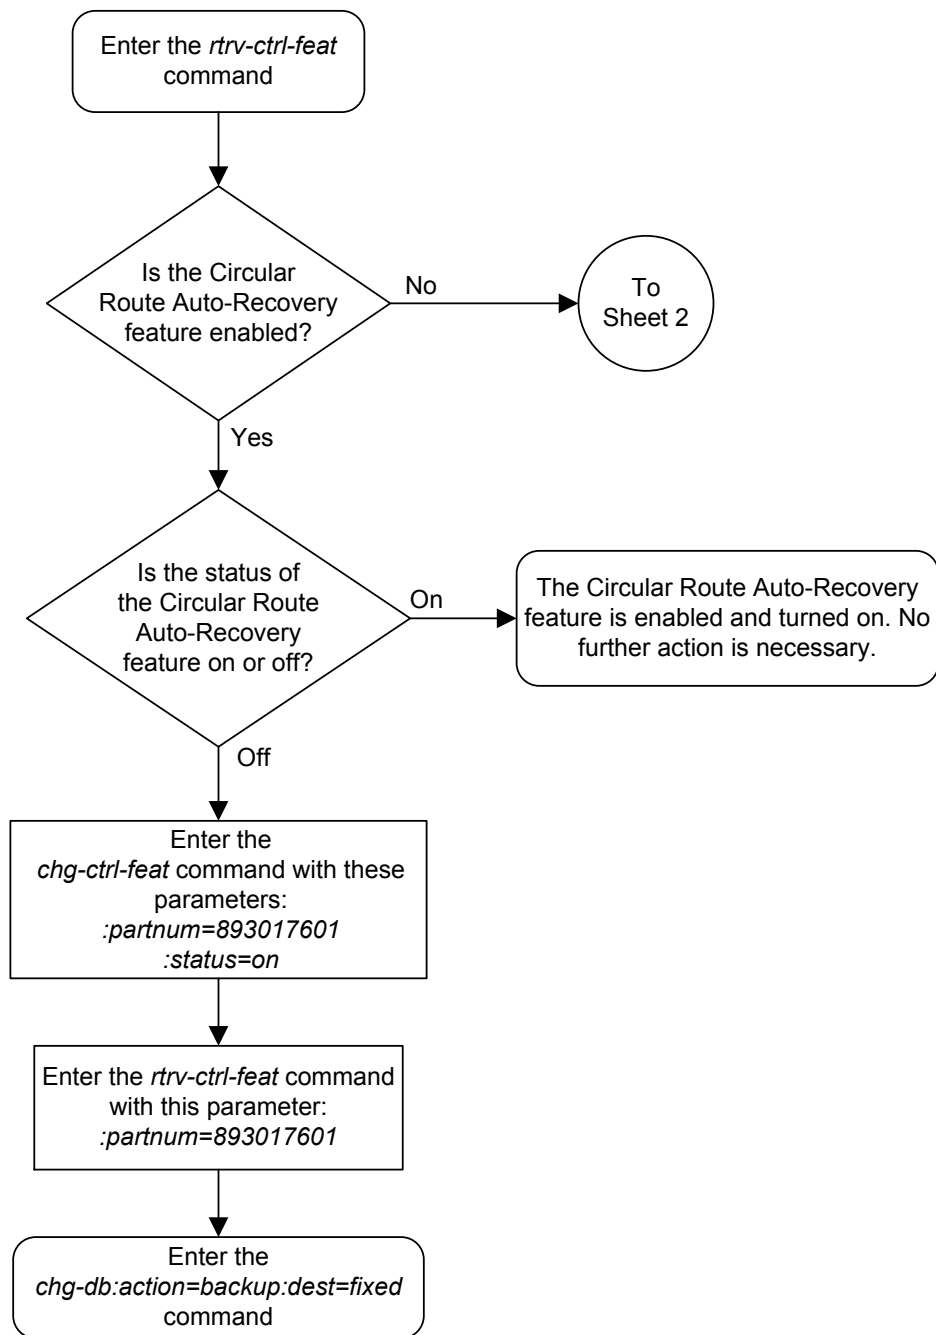 Enter the rtrv-ctrl-feat
command
Is the Circular
Route Auto-Recovery
feature enabled?
No
To
Sheet 2
Yes
Is the status of
the Circular Route
Auto-Recovery
feature on or off?
On
The Circular Route Auto-Recovery
feature is enabled and turned on. No
further action is necessary.
Off
Enter the
chg-ctrl-feat command with these
parameters:
:partnum=893017601
:status=on
Enter the rtrv-ctrl-feat command
with this parameter:
:partnum=893017601
Enter the
chg-db:action=backup:dest=fixed
command